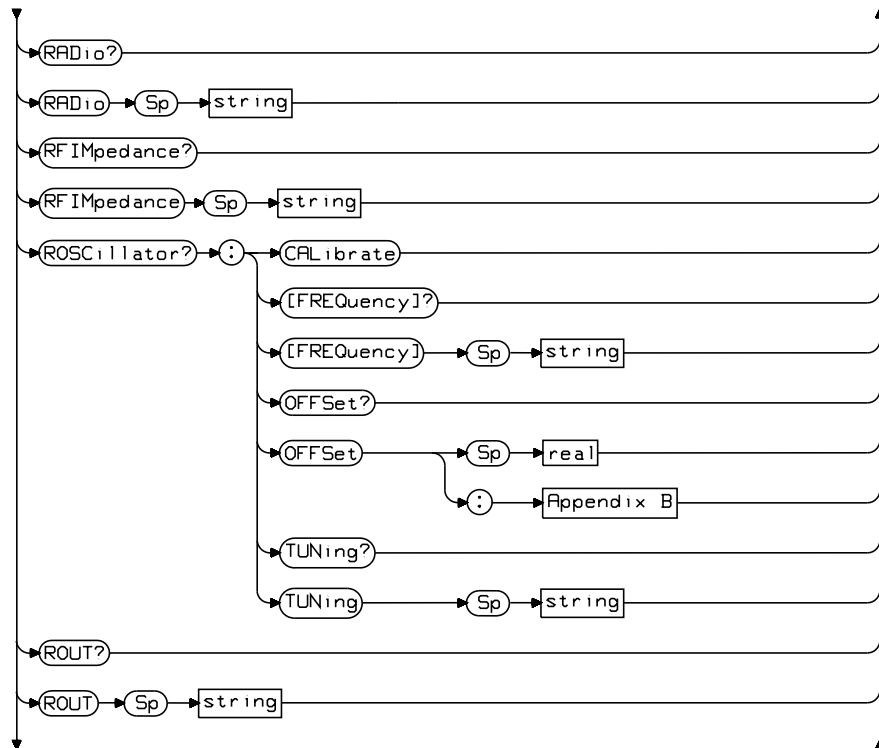 RADio?
RADio Sp string
RFIMpedance?
RFIMpedance Sp string
ROSCillator? : CALibrate
[FREQuency]?
[FREQuency] Sp string
OFFSet?
OFFSet Sp real
: Appendix B
TUNing?
TUNing Sp string
ROUT?
ROUT Sp string